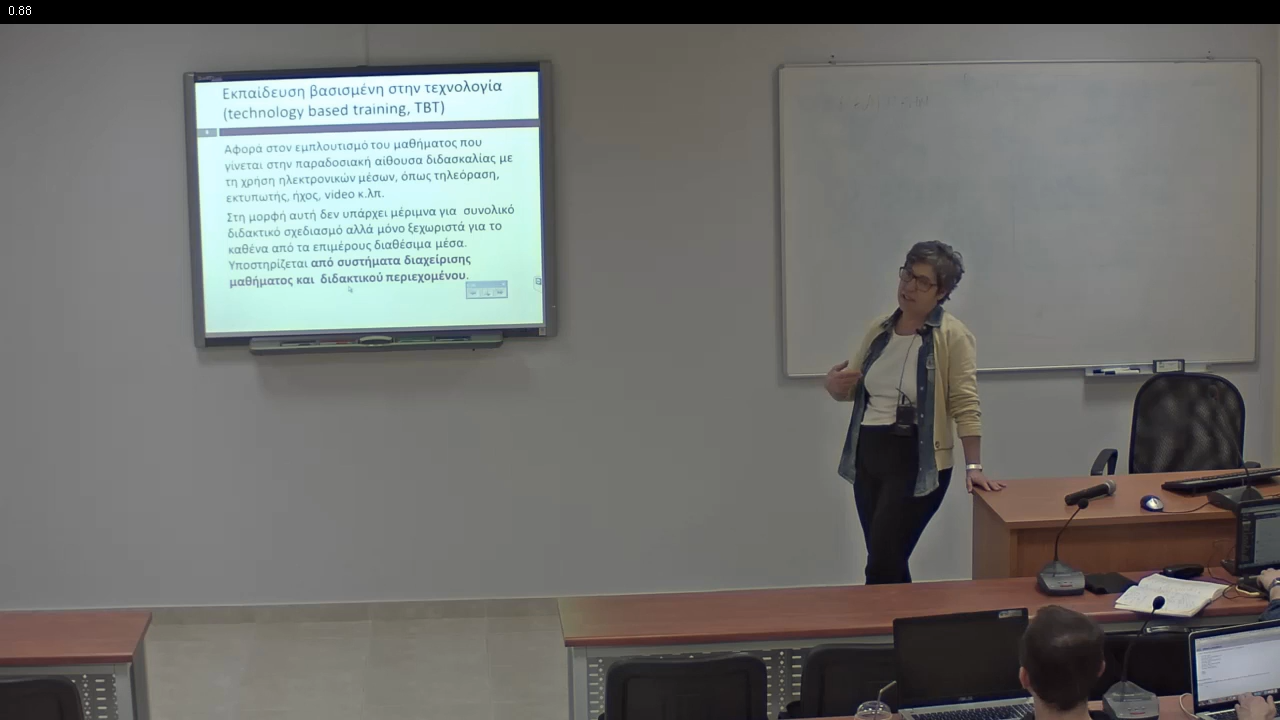 0.88
Εκπαίδευση βασισμένη στην τεχνολογία
(technology based training, TBT)
Αφορά στον εμπλουτισμό του μαθήματος που
γίνεται στην παραδοσιακή αίθουσα διδασκαλίας με
τη χρήση ηλεκτρονικών μέσων, όπως τηλεόραση,
εκτυπωτής, ήχος, video κ.λπ.
Στη μορφή αυτή δεν υπάρχει μέριμνα για συνολικό
διδακτικό σχεδιασμό αλλά μόνο ξεχωριστά για το
καθένα από τα επιμέρους διαθέσιμα μέσα.
Υποστηρίζεται από συστήματα διαχείρισης
μαθήματος και διδακτικού περιεχομένου.